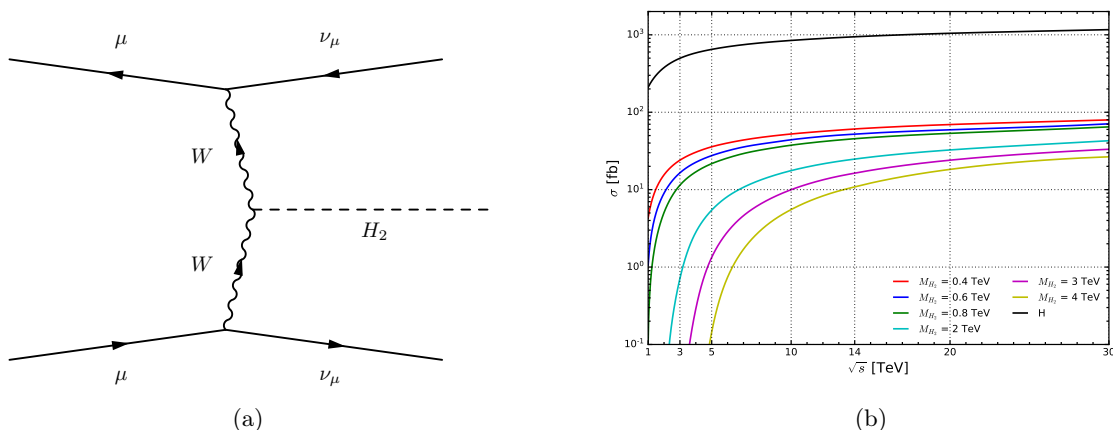 μ
ν_μ
W
H_2
W
μ
ν_μ
(a)
σ [fb]
10^3
10^2
10^1
10^0
10^-1
M_{H_2} = 0.4 TeV
M_{H_2} = 0.6 TeV
M_{H_2} = 0.8 TeV
M_{H_2} = 2 TeV
M_{H_2} = 3 TeV
M_{H_2} = 4 TeV
H
1 3 5 10 14 20 30
√s [TeV]
(b)